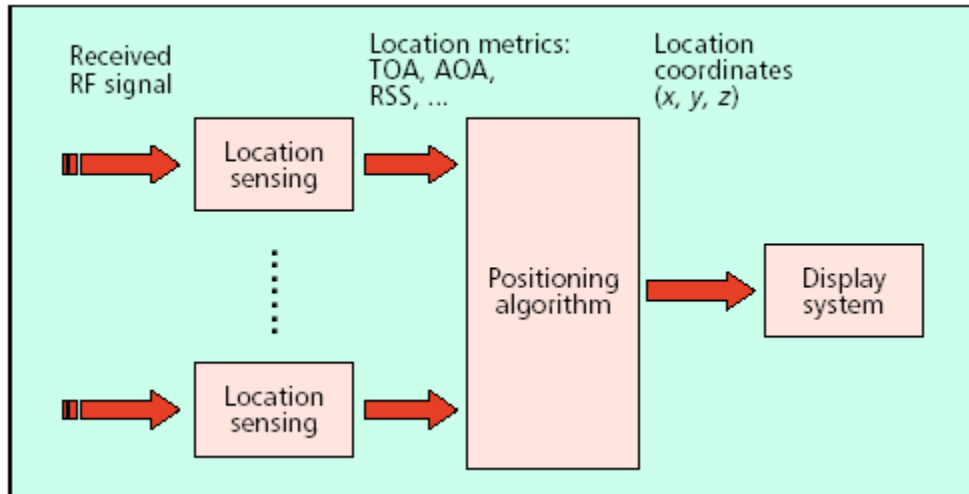 Received
RF signal
Location metrics:
TOA, AOA,
RSS, ...
Location
coordinates
(x, y, z)
Location
sensing
Positioning
algorithm
Display
system
Location
sensing